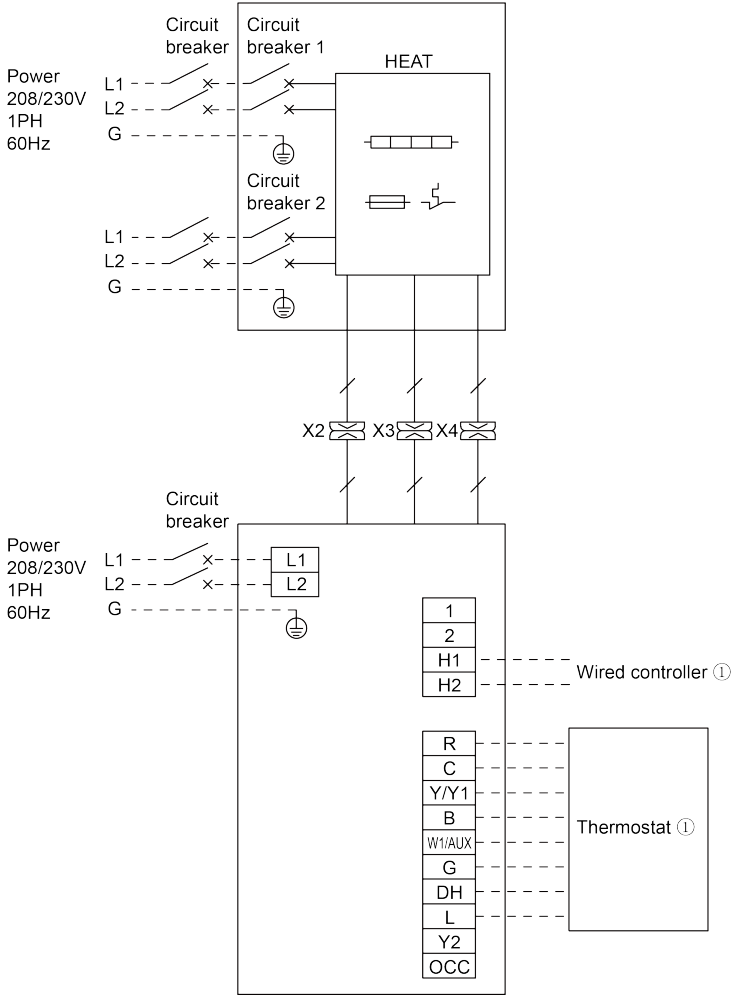 Circuit
breaker
Circuit
breaker 1
HEAT
Power
208/230V
1PH
60Hz
L1
L2
G
Circuit
breaker 2
L1
L2
G
X2
X3
X4
Circuit
breaker
Power
208/230V
1PH
60Hz
L1
L2
G
L1
L2
1
2
H1
H2
Wired controller ①
R
C
Y/Y1
B
W1/AUX
G
DH
L
Y2
OCC
Thermostat ①